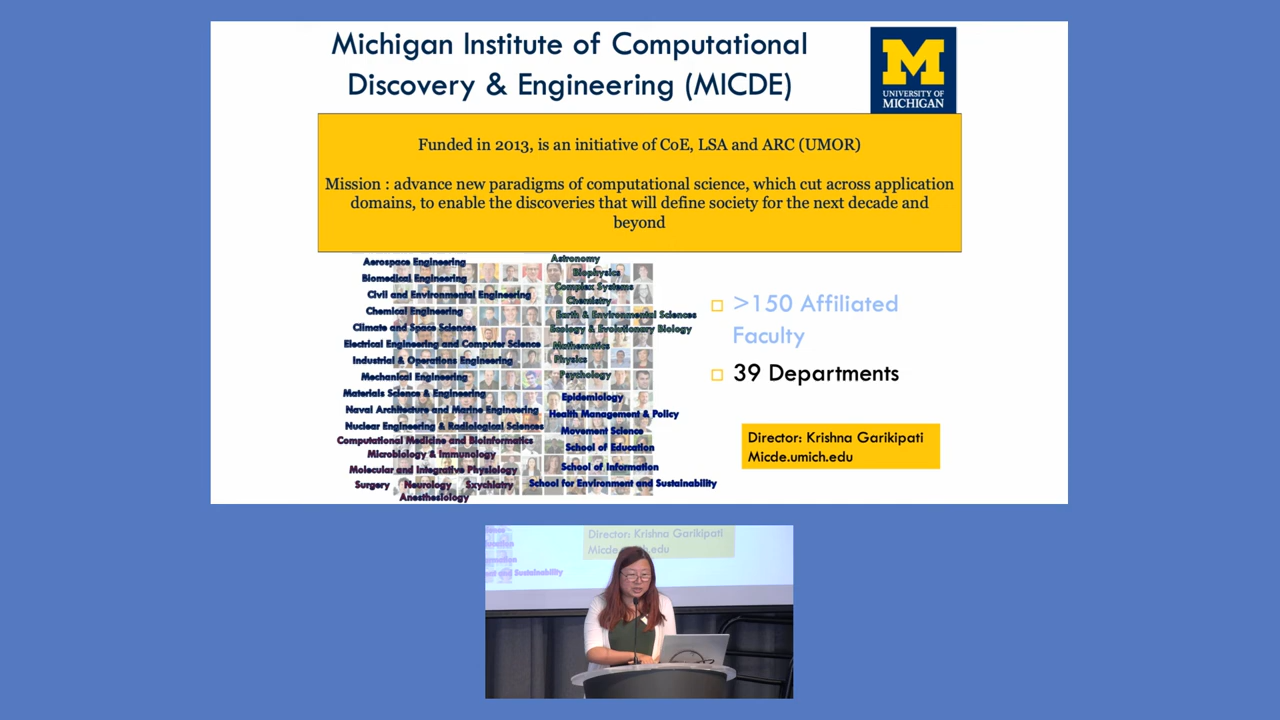 Michigan Institute of Computational
Discovery & Engineering (MICDE)
M
UNIVERSITY OF
MICHIGAN
Funded in 2013, is an initiative of CoE, LSA and ARC (UMOR)
Mission : advance new paradigms of computational science, which cut across application
domains, to enable the discoveries that will define society for the next decade and
beyond
Aerospace Engineering
Biomedical Engineering
Civil and Environmental Engineering
Chemical Engineering
Climate and Space Sciences
Electrical Engineering and Computer Science
Industrial & Operations Engineering
Mechanical Engineering
Materials Science & Engineering
Naval Architecture and Marine Engineering
Nuclear Engineering & Radiological Sciences
Computational Medicine and Bioinformatics
Microbiology & Immunology
Molecular and Integrative Physiology
Surgery Neurology Sxychiatry
Anesthesiology
Astronomy
Biophysics
Complex Systems
Chemistry
Earth & Environmental Sciences
Ecology & Evolutionary Biology
Mathematics
Physics
Psychology
Epidemiology
Health Management & Policy
Movement Science
School of Education
School of Information
School for Environment and Sustainability
>150 Affiliated
Faculty
39 Departments
Director: Krishna Garikipati
Micde.umich.edu
Director: Krishna Garikipati
Micde.umich.edu
and Sustainability